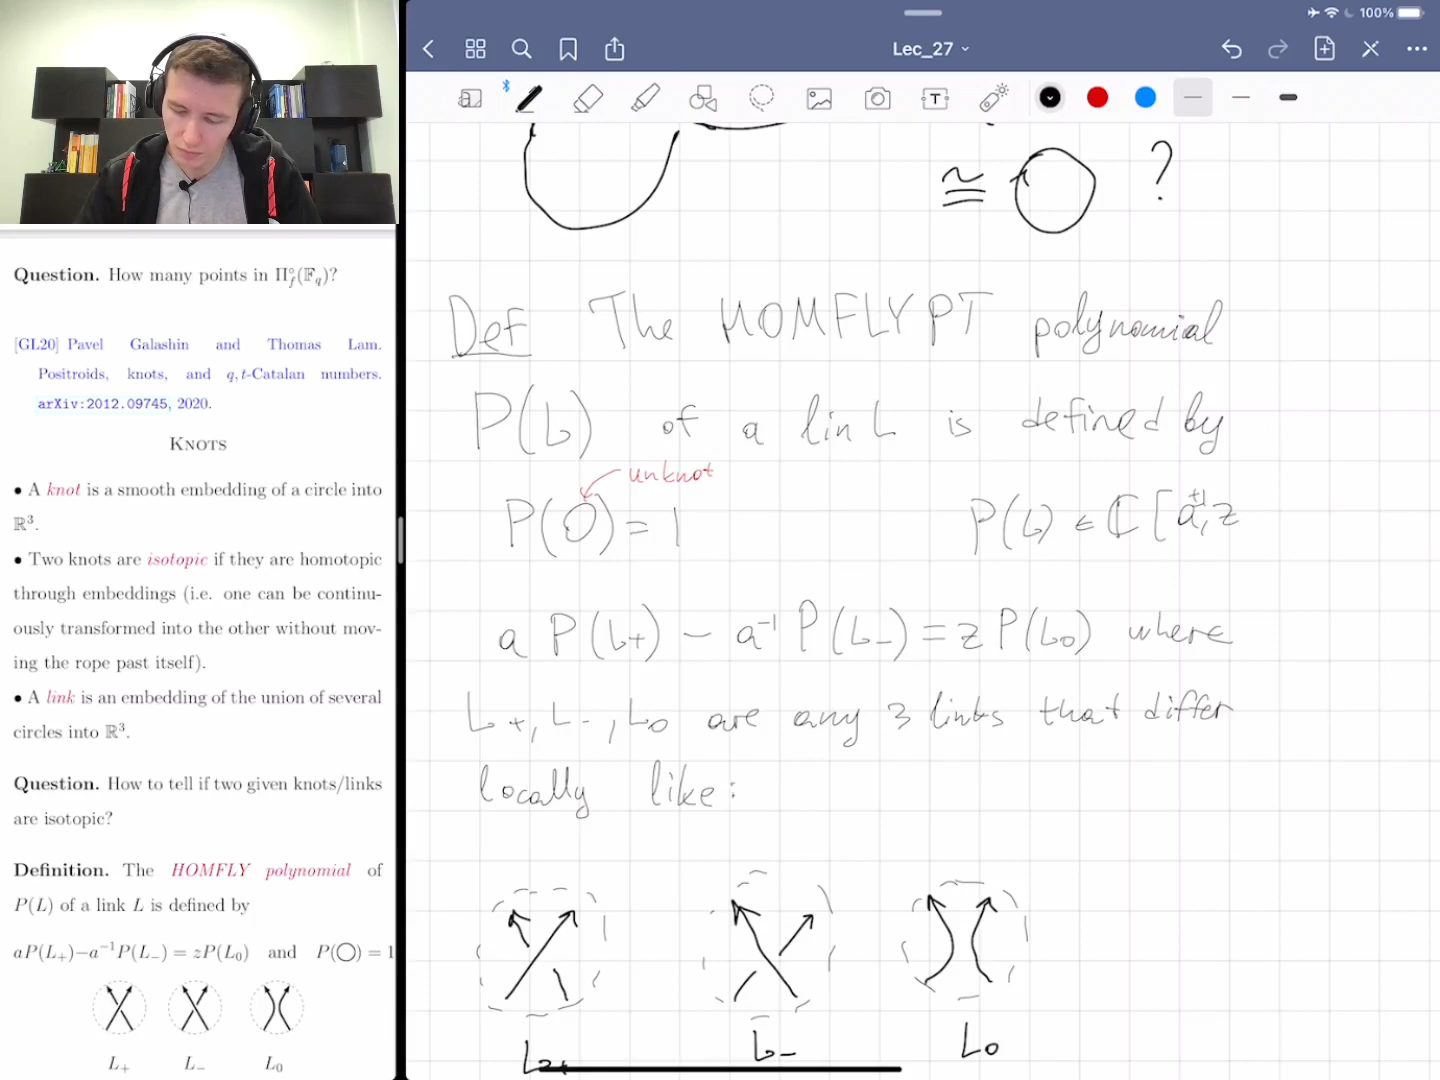 100%
Lec_27
T
≅ ?
Question. How many points in Π°_f(F_q)?
[GL20] Pavel Galashin and Thomas Lam.
Positroids, knots, and q,t-Catalan numbers.
arXiv:2012.09745, 2020.
KNOTS
• A knot is a smooth embedding of a circle into
ℝ³.
• Two knots are isotopic if they are homotopic
through embeddings (i.e. one can be continu-
ously transformed into the other without mov-
ing the rope past itself).
• A link is an embedding of the union of several
circles into ℝ³.
Question. How to tell if two given knots/links
are isotopic?
Definition. The HOMFLY polynomial of
P(L) of a link L is defined by
aP(L₊)−a⁻¹P(L₋) = zP(L₀) and P(◯) = 1
L₊ L₋ L₀
Def The HOMFLYPT polynomial
P(L) of a lin L is defined by
unknot
P(O) = 1 P(L) ∈ ℂ[a^{±1}, z
a P(L+) − a⁻¹ P(L−) = z P(L0) where
L+, L−, L0 are any 3 links that differ
locally like:
L+ L− L0